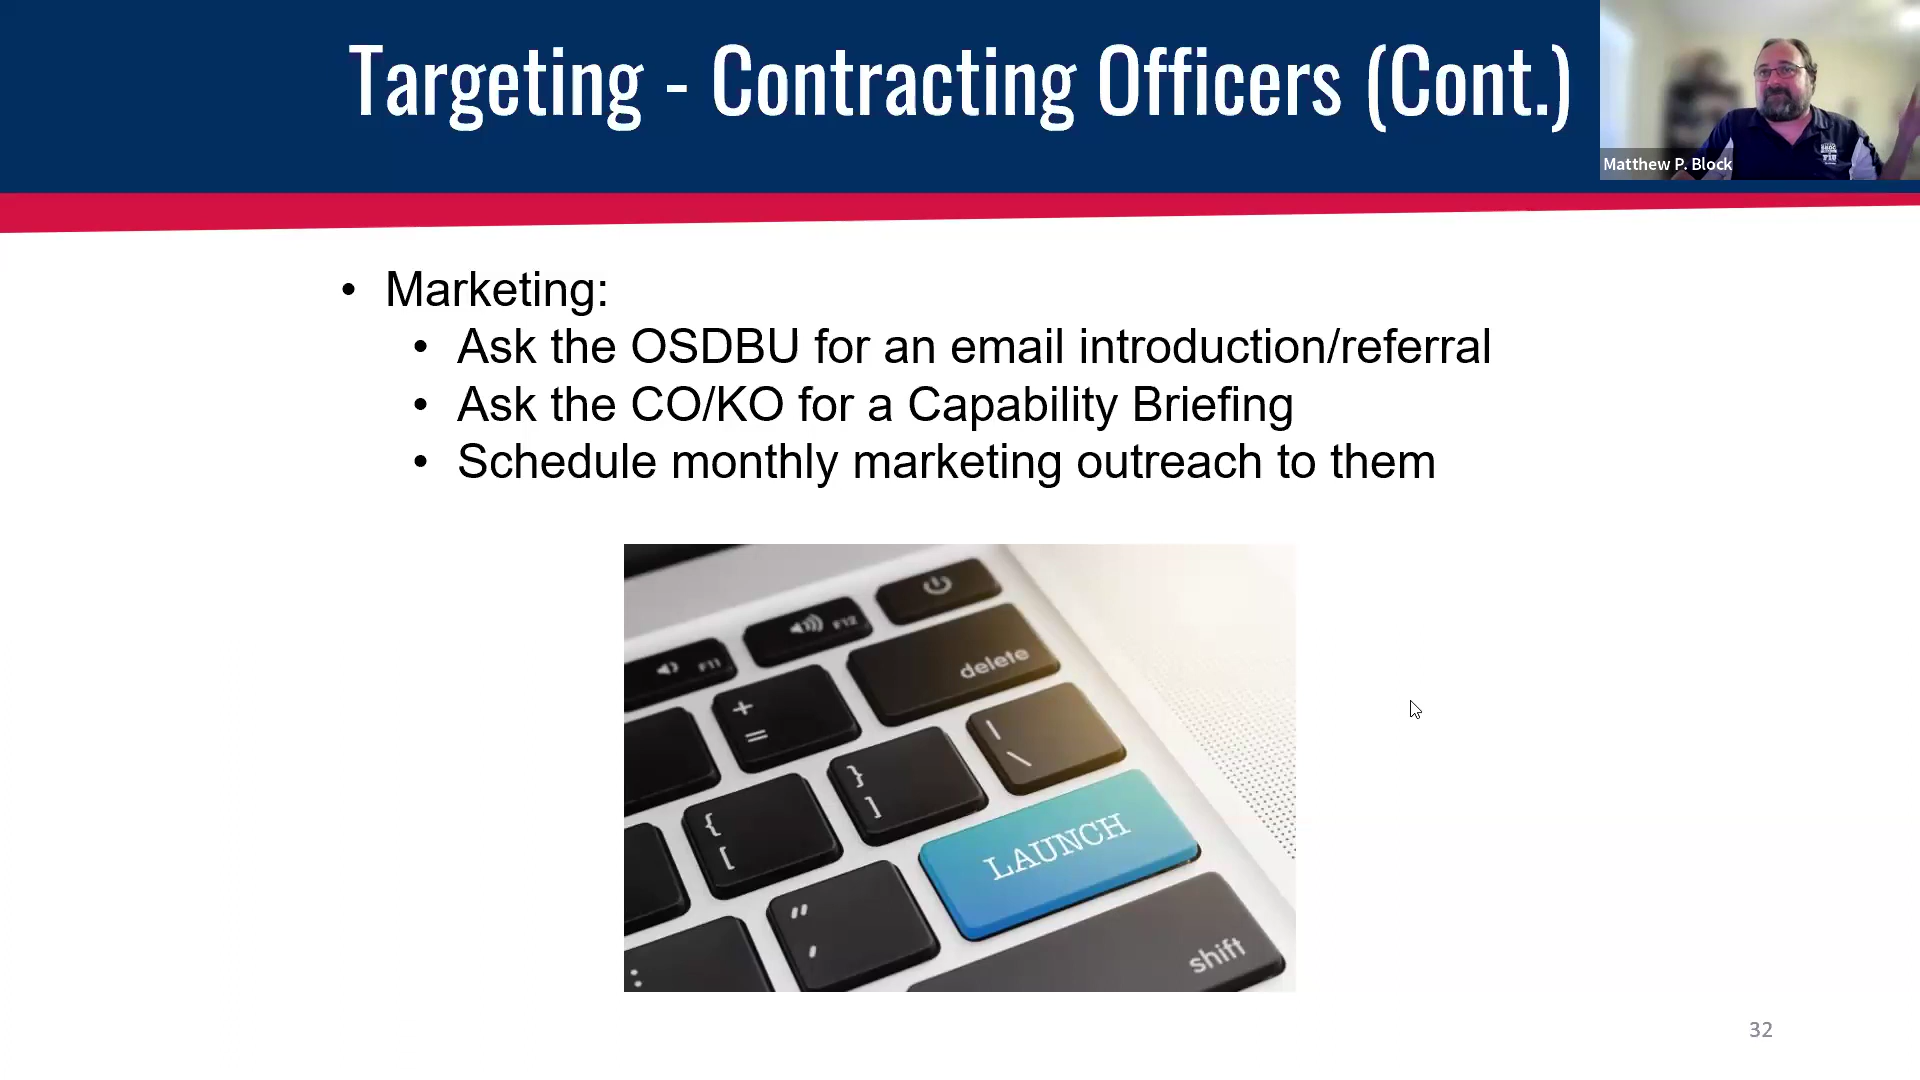 Targeting - Contracting Officers (Cont.)
Matthew P. Block
• Marketing:
• Ask the OSDBU for an email introduction/referral
• Ask the CO/KO for a Capability Briefing
• Schedule monthly marketing outreach to them
F11
F12
delete
+
=
|
\
}
]
{
[
LAUNCH
"
'
shift
:
32